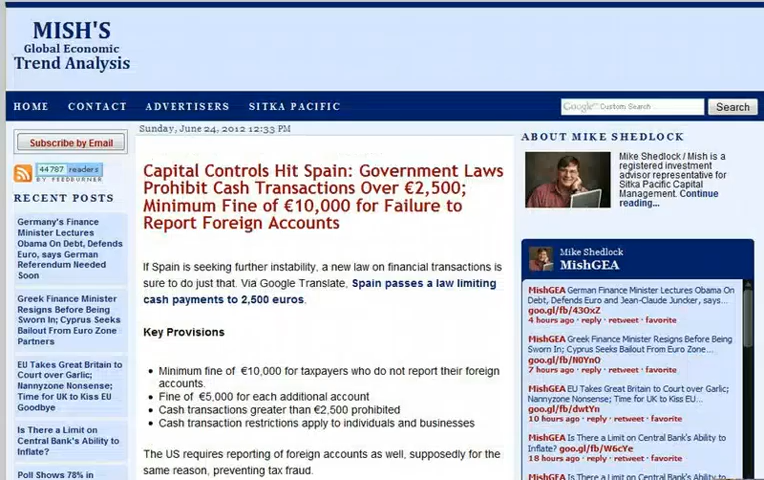 MISH'S
Global Economic
Trend Analysis
HOME CONTACT ADVERTISERS SITKA PACIFIC
Google™ Custom Search
Search
Subscribe by Email
44787 readers
BY FEEDBURNER
RECENT POSTS
Germany's Finance
Minister Lectures
Obama On Debt, Defends
Euro, says German
Referendum Needed
Soon
Greek Finance Minister
Resigns Before Being
Sworn In; Cyprus Seeks
Bailout From Euro Zone
Partners
EU Takes Great Britain to
Court over Garlic;
Nannyzone Nonsense;
Time for UK to Kiss EU
Goodbye
Is There a Limit on
Central Bank's Ability to
Inflate?
Poll Shows 78% in
Sunday, June 24, 2012 12:33 PM
Capital Controls Hit Spain: Government Laws
Prohibit Cash Transactions Over €2,500;
Minimum Fine of €10,000 for Failure to
Report Foreign Accounts
If Spain is seeking further instability, a new law on financial transactions is
sure to do just that. Via Google Translate, Spain passes a law limiting
cash payments to 2,500 euros.
Key Provisions
• Minimum fine of €10,000 for taxpayers who do not report their foreign
accounts.
• Fine of €5,000 for each additional account
• Cash transactions greater than €2,500 prohibited
• Cash transaction restrictions apply to individuals and businesses
The US requires reporting of foreign accounts as well, supposedly for the
same reason, preventing tax fraud.
ABOUT MIKE SHEDLOCK
Mike Shedlock / Mish is a
registered investment
advisor representative for
Sitka Pacific Capital
Management. Continue
reading...
Mike Shedlock
MishGEA
MishGEA German Finance Minister Lectures Obama On
Debt, Defends Euro and Jean-Claude Juncker, says...
goo.gl/fb/43OxZ
4 hours ago · reply · retweet · favorite
MishGEA Greek Finance Minister Resigns Before Being
Sworn In; Cyprus Seeks Bailout From Euro Zone...
goo.gl/fb/N0YnO
7 hours ago · reply · retweet · favorite
MishGEA EU Takes Great Britain to Court over Garlic;
Nannyzone Nonsense; Time for UK to Kiss EU...
goo.gl/fb/dwtYn
10 hours ago · reply · retweet · favorite
MishGEA Is There a Limit on Central Bank's Ability to
Inflate? goo.gl/fb/W6cYe
18 hours ago · reply · retweet · favorite
MishGEA Is There a Limit on Central Bank's Ability to